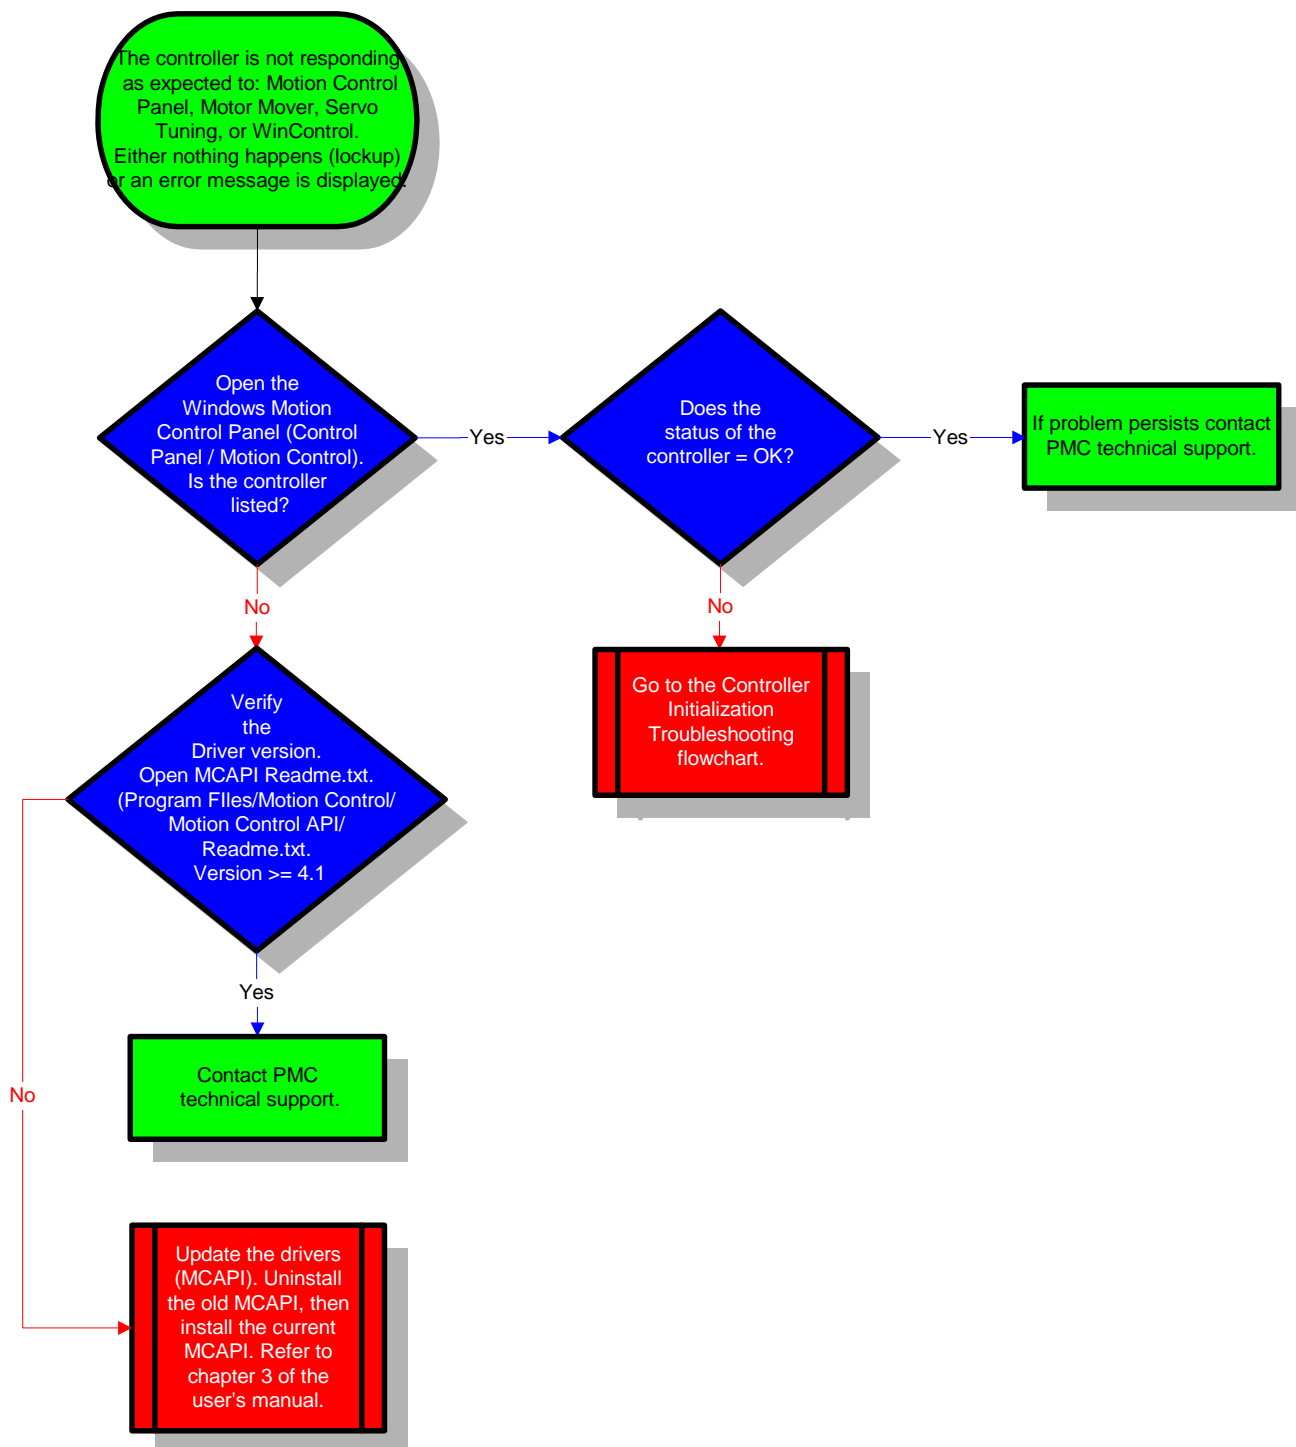 The controller is not responding
as expected to: Motion Control
Panel, Motor Mover, Servo
Tuning, or WinControl.
Either nothing happens (lockup)
or an error message is displayed.
Open the
Windows Motion
Control Panel (Control
Panel / Motion Control).
Is the controller
listed?
Yes
Does the
status of the
controller = OK?
Yes
If problem persists contact
PMC technical support.
No
No
Go to the Controller
Initialization
Troubleshooting
flowchart.
Verify
the
Driver version.
Open MCAPI Readme.txt.
(Program FIles/Motion Control/
Motion Control API/
Readme.txt.
Version >= 4.1
Yes
Contact PMC
technical support.
No
Update the drivers
(MCAPI). Uninstall
the old MCAPI, then
install the current
MCAPI. Refer to
chapter 3 of the
user's manual.